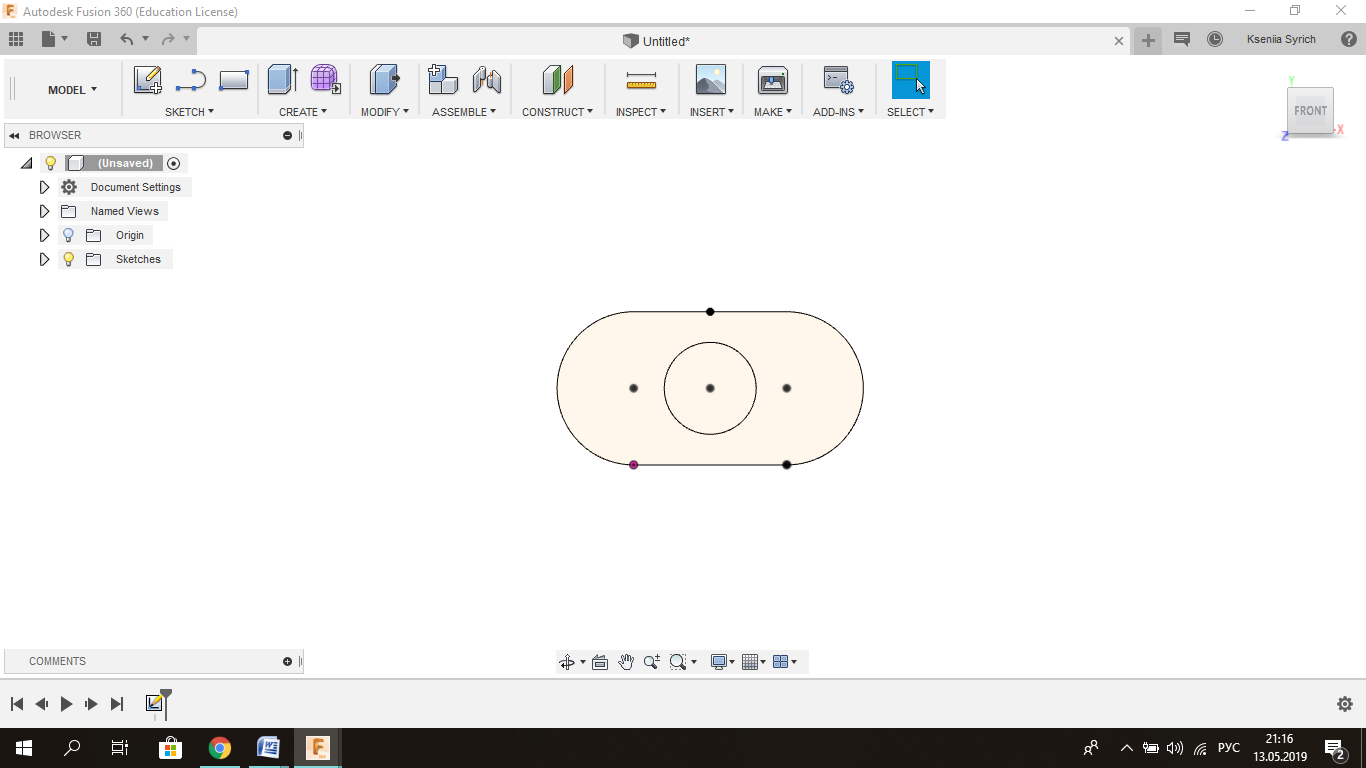 Autodesk Fusion 360 (Education License)
Untitled*
Kseniia Syrich
MODEL
SKETCH
CREATE
MODIFY
ASSEMBLE
CONSTRUCT
INSPECT
INSERT
MAKE
ADD-INS
SELECT
FRONT
Y
X
Z
BROWSER
(Unsaved)
Document Settings
Named Views
Origin
Sketches
COMMENTS
РУС
21:16
13.05.2019
2